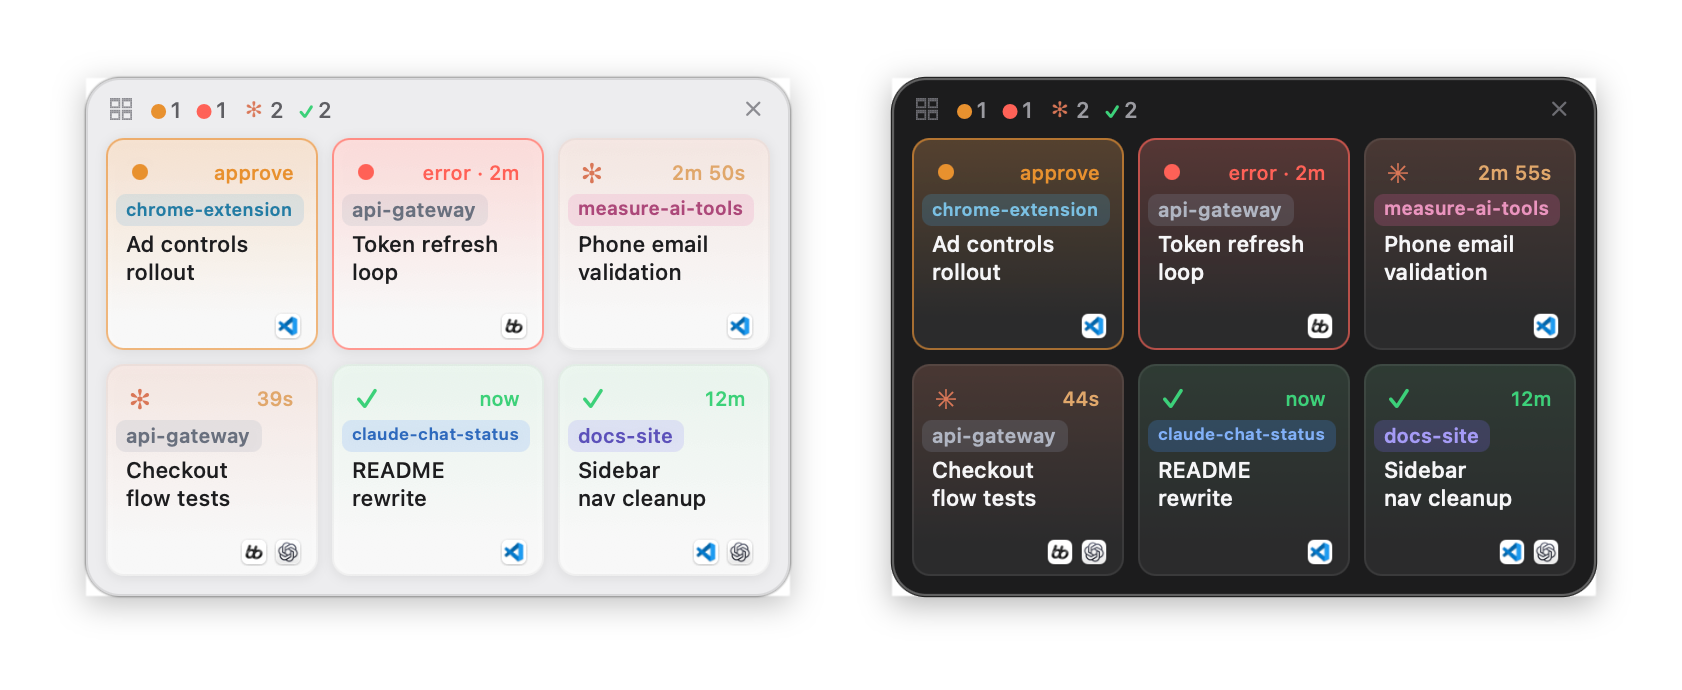 1 1 2 2
approve
chrome-extension
Ad controls
rollout
error · 2m
api-gateway
Token refresh
loop
2m 50s
measure-ai-tools
Phone email
validation
39s
api-gateway
Checkout
flow tests
now
claude-chat-status
README
rewrite
12m
docs-site
Sidebar
nav cleanup
1 1 2 2
approve
chrome-extension
Ad controls
rollout
error · 2m
api-gateway
Token refresh
loop
2m 55s
measure-ai-tools
Phone email
validation
44s
api-gateway
Checkout
flow tests
now
claude-chat-status
README
rewrite
12m
docs-site
Sidebar
nav cleanup